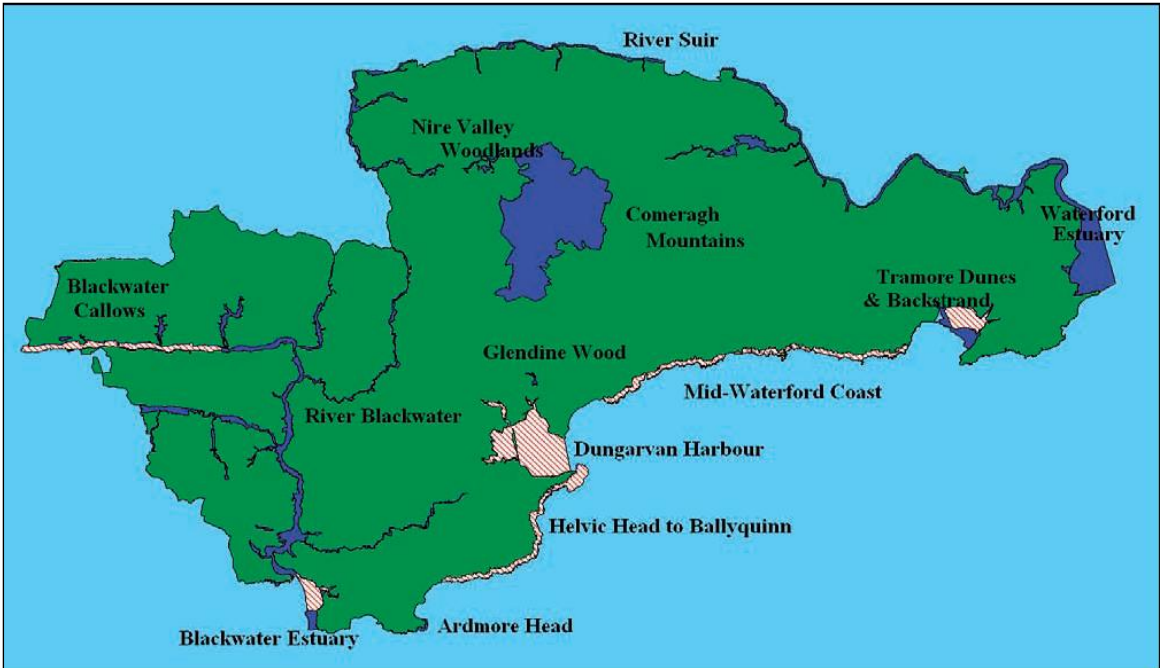 River Suir
Nire Valley
Woodlands
Comeragh
Mountains
Waterford
Estuary
Tramore Dunes
& Backstrand
Blackwater
Callows
Glendine Wood
Mid-Waterford Coast
River Blackwater
Dungarvan Harbour
Helvic Head to Ballyquinn
Ardmore Head
Blackwater Estuary